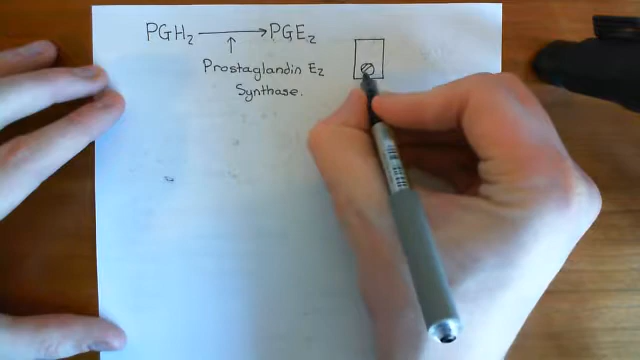 PGH₂ → PGE₂
Prostaglandin E₂
Synthase.